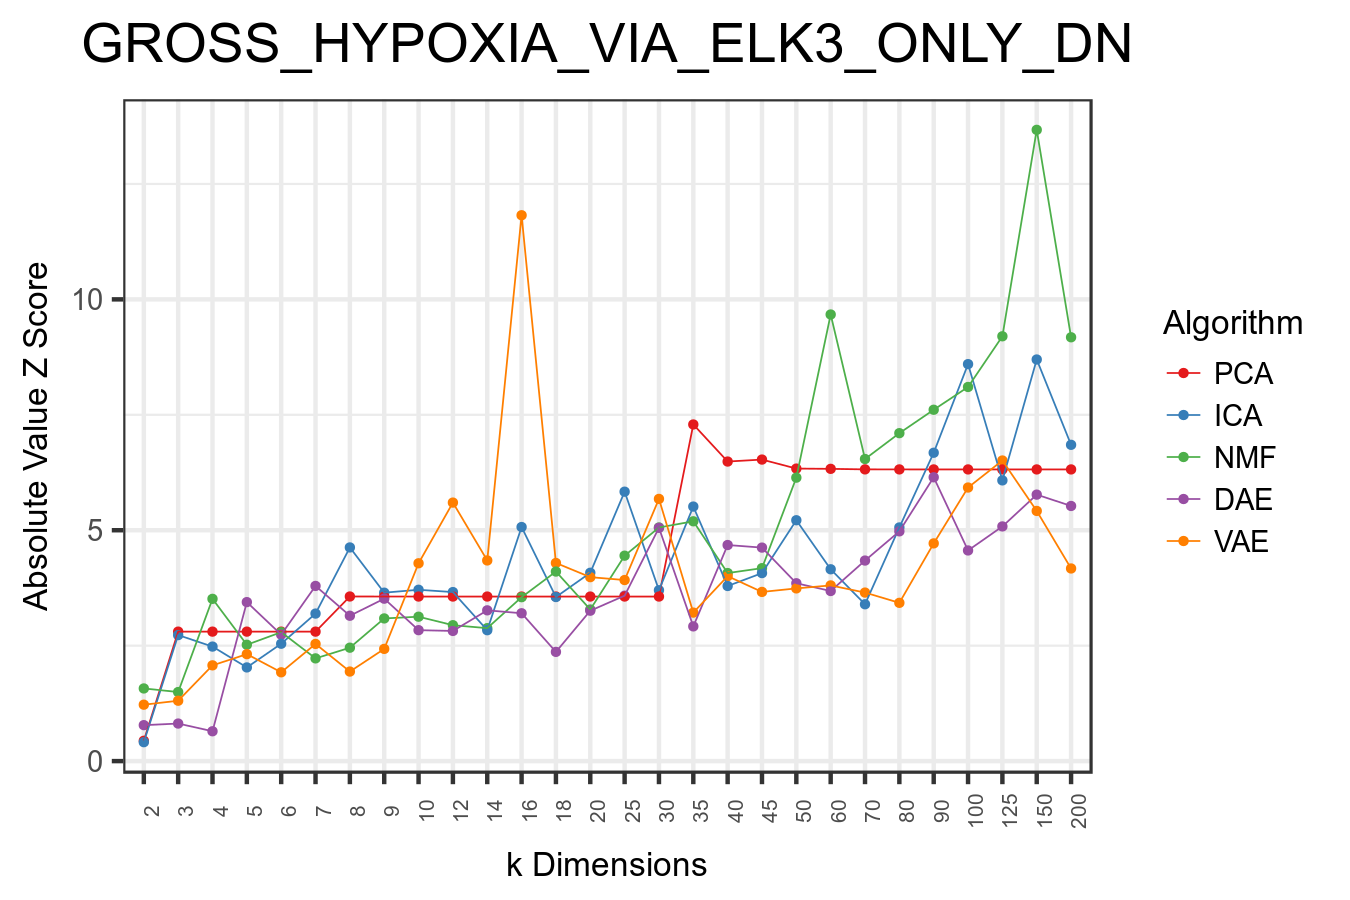 GROSS_HYPOXIA_VIA_ELK3_ONLY_DN
Absolute Value Z Score
10
5
0
2 3 4 5 6 7 8 9 10 12 14 16 18 20 25 30 35 40 45 50 60 70 80 90 100 125 150 200
k Dimensions
Algorithm
PCA
ICA
NMF
DAE
VAE